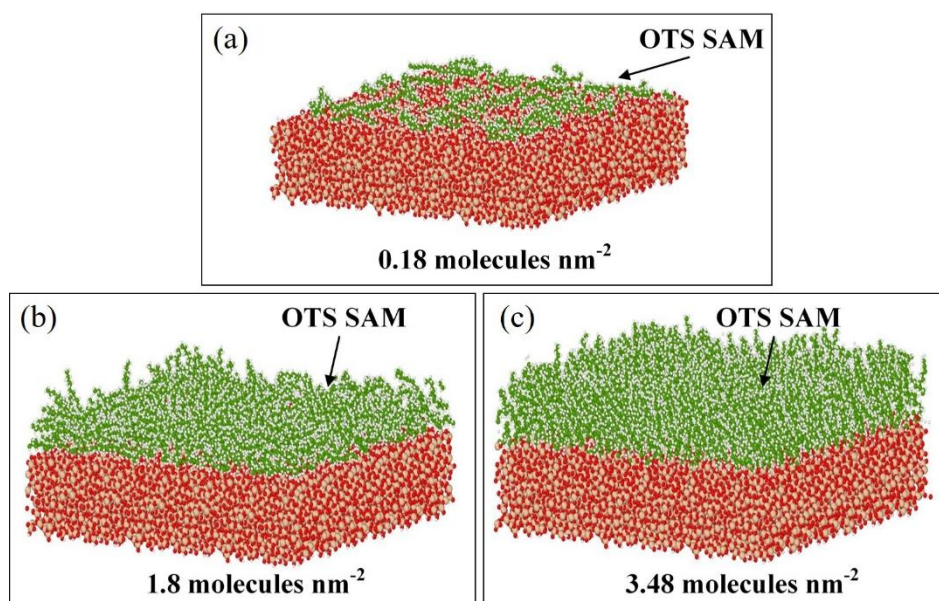 (a)
OTS SAM
0.18 molecules nm⁻²
(b)
OTS SAM
1.8 molecules nm⁻²
(c)
OTS SAM
3.48 molecules nm⁻²